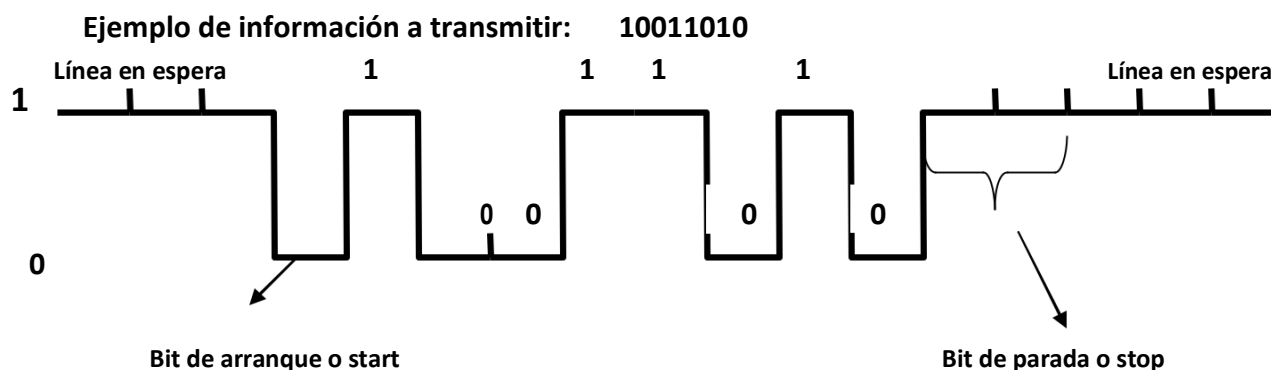 Ejemplo de información a transmitir: 10011010
Línea en espera 1 1 1 1 Línea en espera
1
0 0 0 0
0
Bit de arranque o start Bit de parada o stop